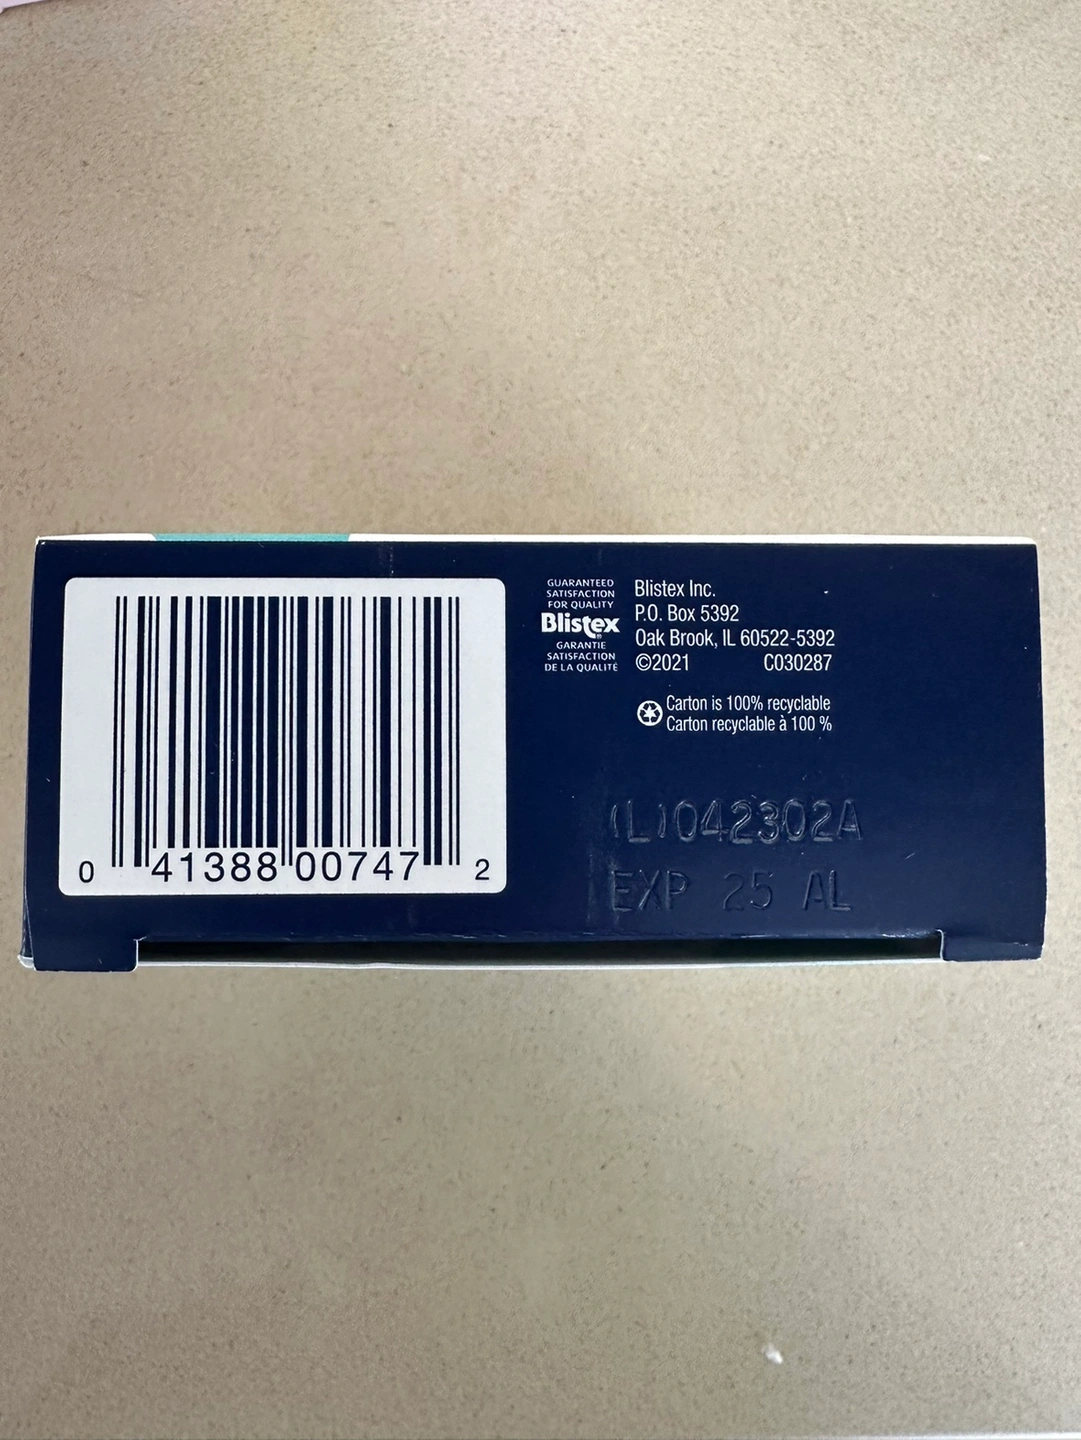 0 41388 00747 2
GUARANTEED
SATISFACTION
FOR QUALITY
Blistex®
GARANTIE
SATISFACTION
DE LA QUALITÉ
Blistex Inc.
P.O. Box 5392
Oak Brook, IL 60522-5392
©2021 C030287
Carton is 100% recyclable
Carton recyclable à 100 %
(L)042302A
EXP 25 AL